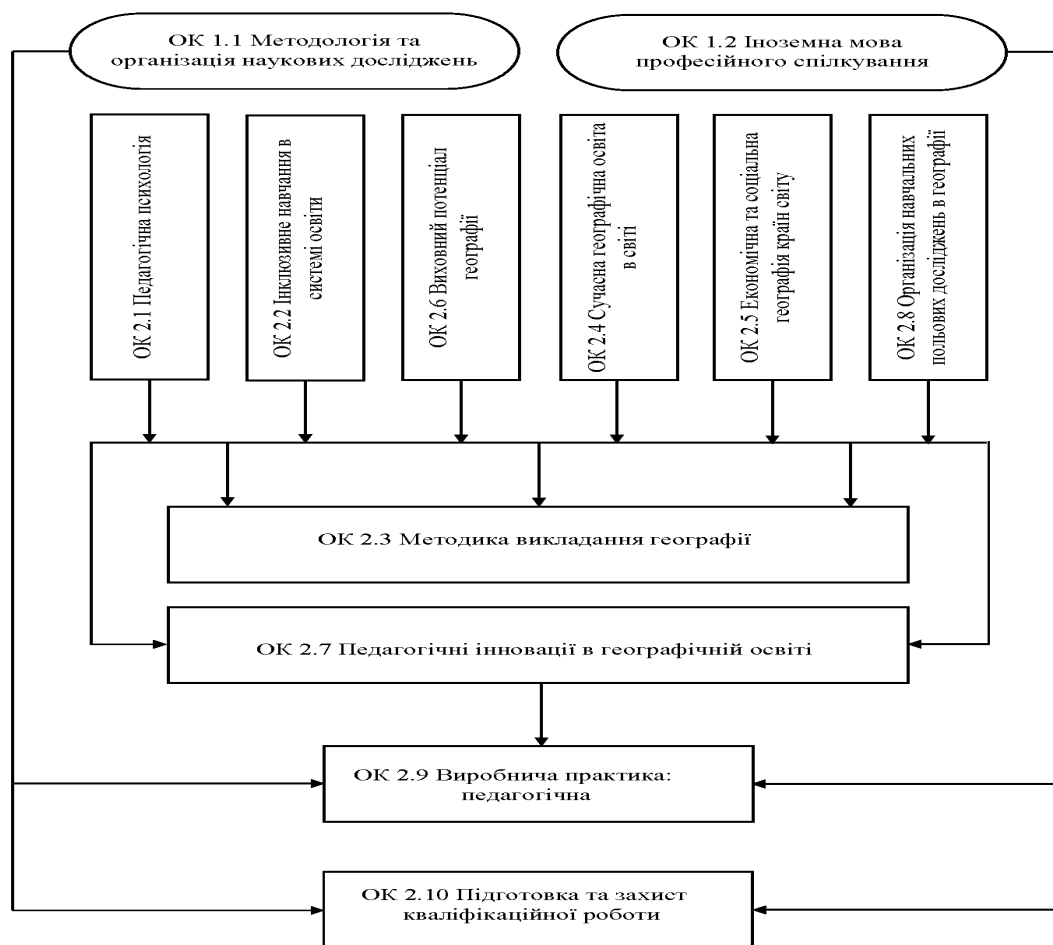 ОК 1.1 Методологія та
організація наукових досліджень
ОК 1.2 Іноземна мова
професійного спілкування
ОК 2.1 Педагогічна психологія
ОК 2.2 Інклюзивне навчання в
системі освіти
ОК 2.6 Виховний потенціал
географії
ОК 2.4 Сучасна географічна освіта
в світі
ОК 2.5 Економічна та соціальна
географія країн світу
ОК 2.8 Організація навчальних
польових досліджень в географії
ОК 2.3 Методика викладання географії
ОК 2.7 Педагогічні інновації в географічній освіті
ОК 2.9 Виробнича практика:
педагогічна
ОК 2.10 Підготовка та захист
кваліфікаційної роботи